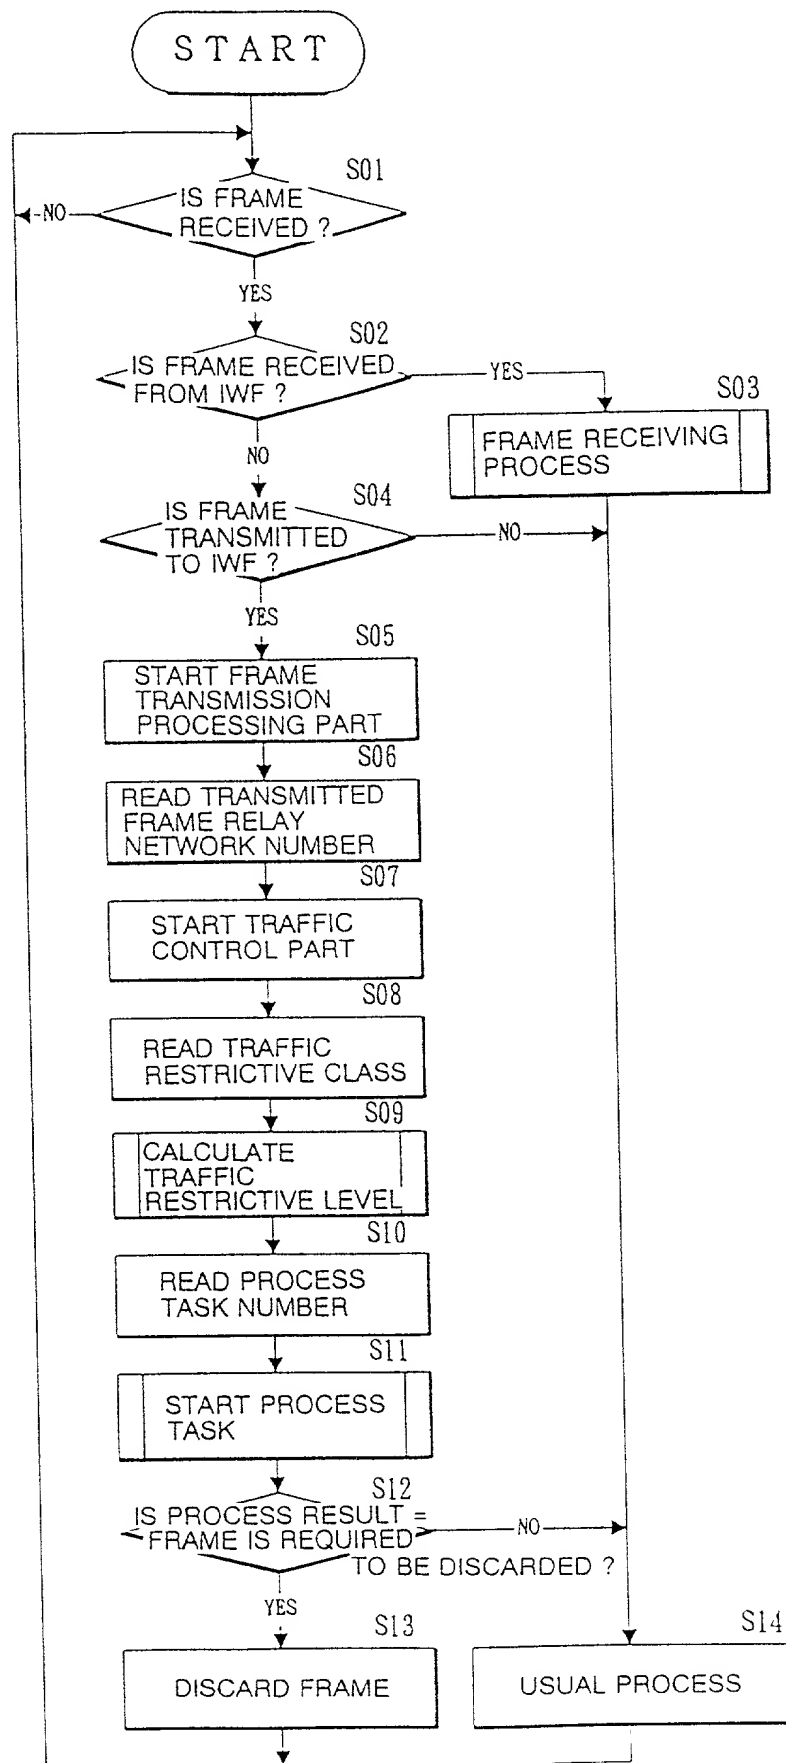 START
S01
IS FRAME
RECEIVED ?
NO
YES
S02
IS FRAME RECEIVED
FROM IWF ?
YES
S03
FRAME RECEIVING
PROCESS
NO
S04
IS FRAME
TRANSMITTED
TO IWF ?
NO
YES
S05
START FRAME
TRANSMISSION
PROCESSING PART
S06
READ TRANSMITTED
FRAME RELAY
NETWORK NUMBER
S07
START TRAFFIC
CONTROL PART
S08
READ TRAFFIC
RESTRICTIVE CLASS
S09
CALCULATE
TRAFFIC
RESTRICTIVE LEVEL
S10
READ PROCESS
TASK NUMBER
S11
START PROCESS
TASK
S12
IS PROCESS RESULT =
FRAME IS REQUIRED
TO BE DISCARDED ?
NO
YES
S13
DISCARD FRAME
S14
USUAL PROCESS